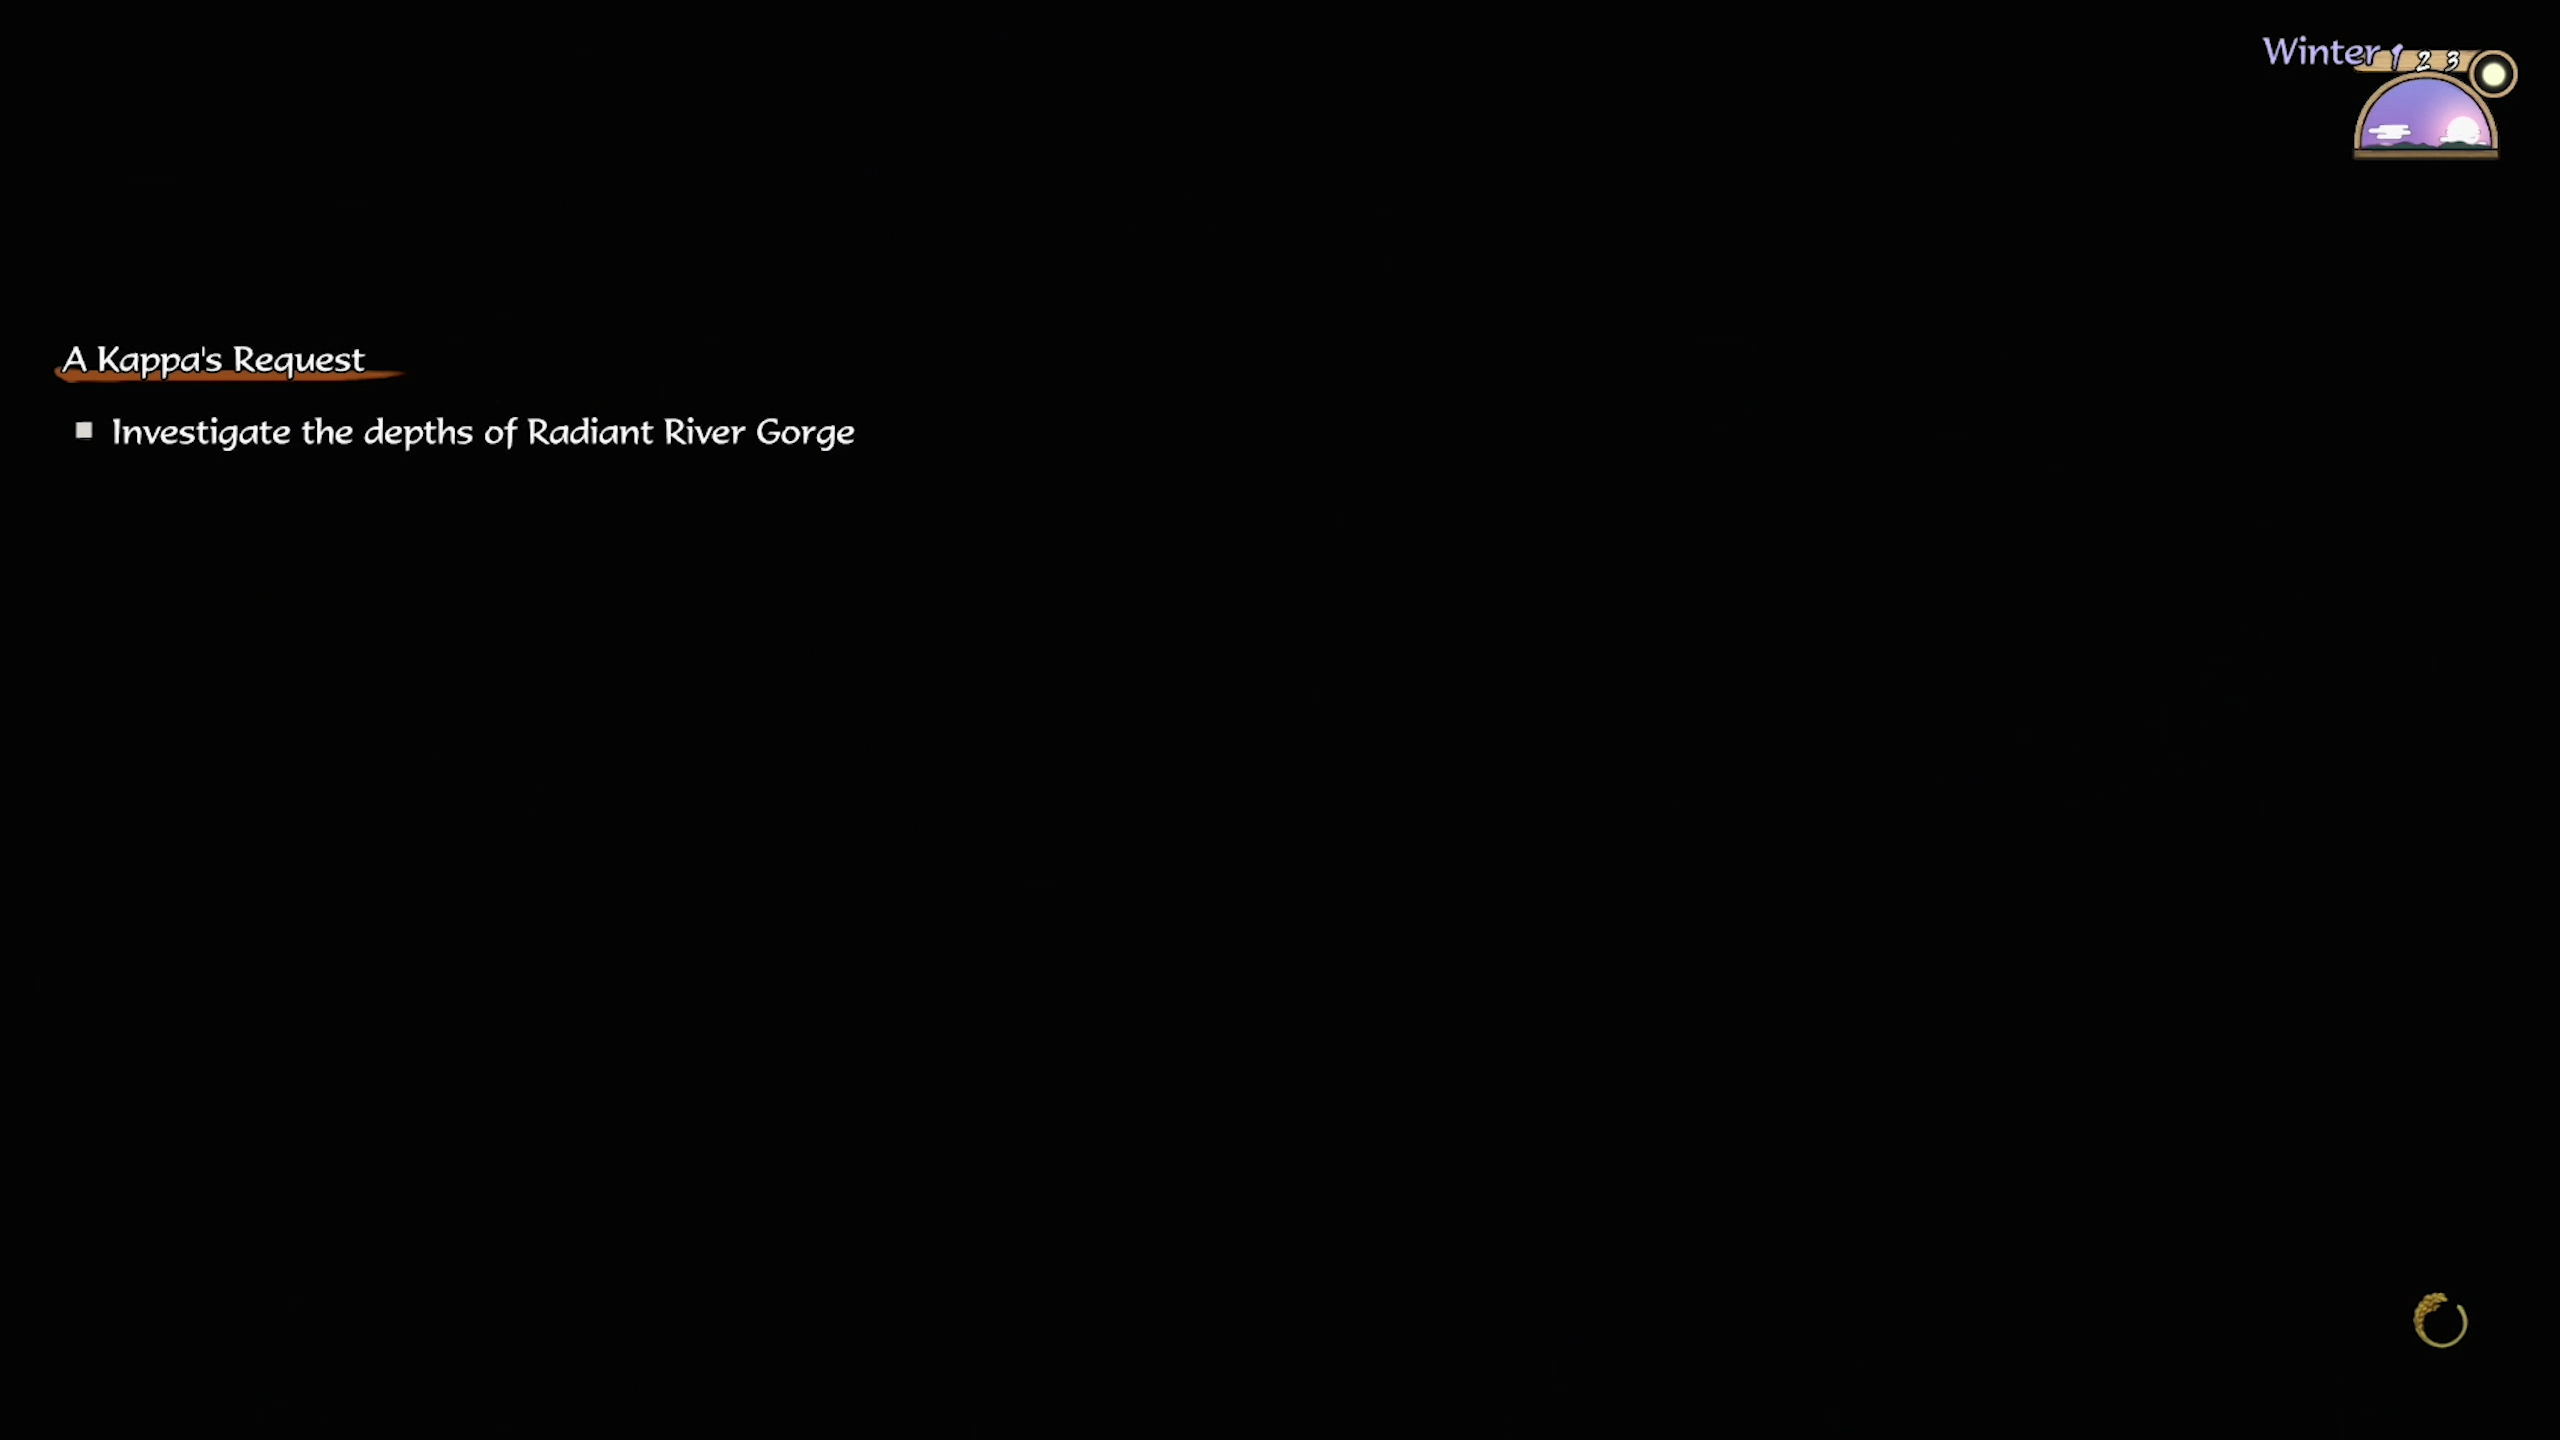 Winter 1 2 3
A Kappa's Request
Investigate the depths of Radiant River Gorge